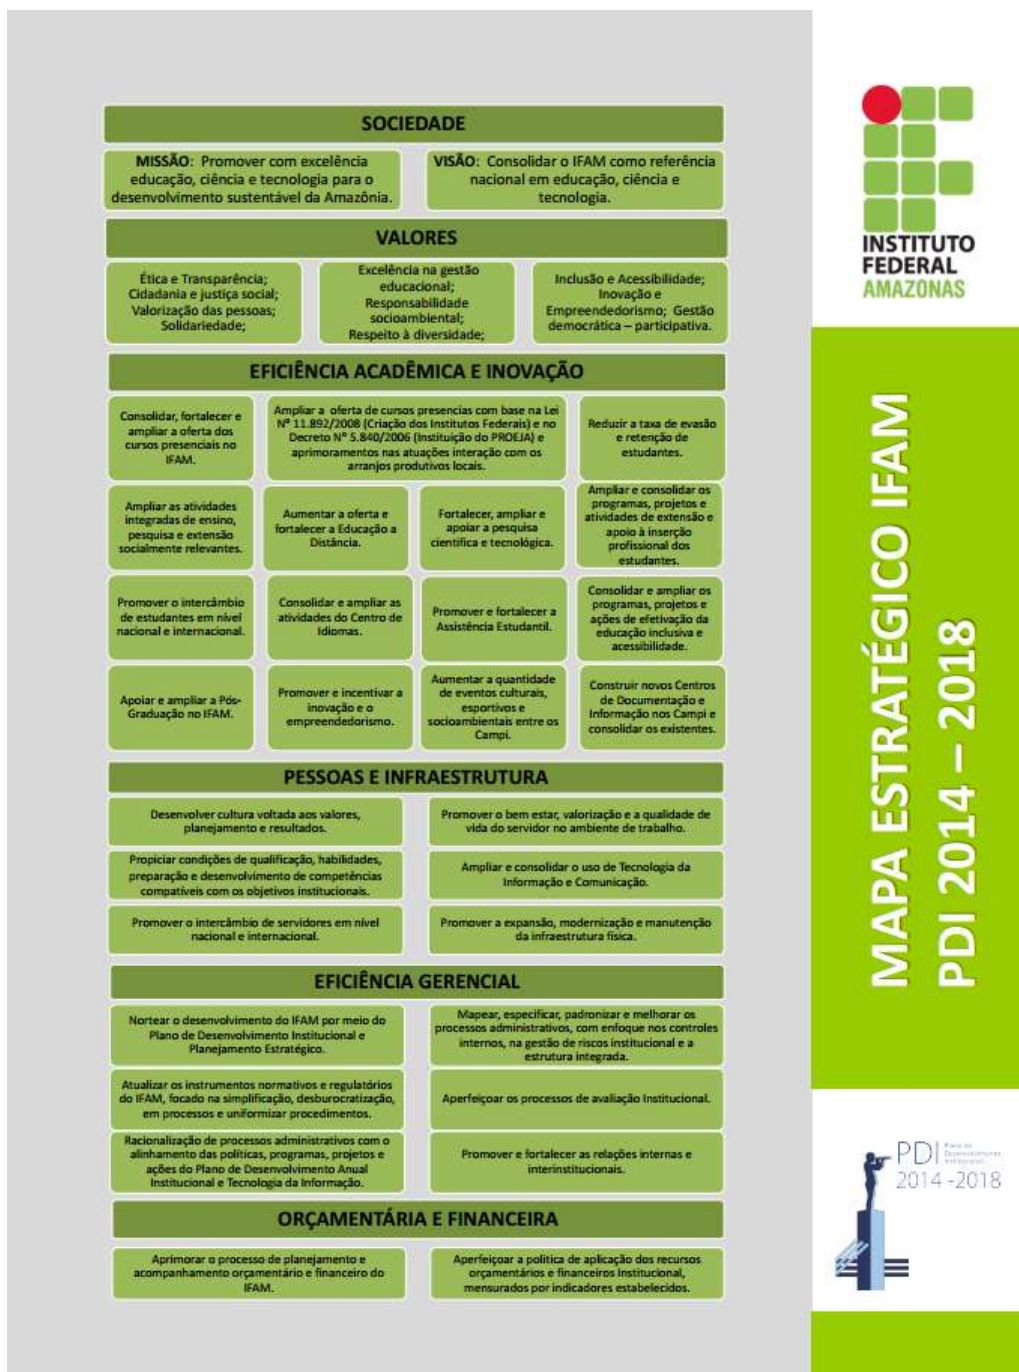 SOCIEDADE
MISSÃO: Promover com excelência
educação, ciência e tecnologia para o
desenvolvimento sustentável da Amazônia.
VISÃO: Consolidar o IFAM como referência
nacional em educação, ciência e
tecnologia.
VALORES
Ética e Transparência;
Cidadania e justiça social;
Valorização das pessoas;
Solidariedade;
Excelência na gestão
educacional;
Responsabilidade
socioambiental;
Respeito à diversidade;
Inclusão e Acessibilidade;
Inovação e
Empreendedorismo; Gestão
democrática – participativa.
EFICIÊNCIA ACADÊMICA E INOVAÇÃO
Consolidar, fortalecer e
ampliar a oferta dos
cursos presenciais no
IFAM.
Ampliar a oferta de cursos presencias com base na Lei
Nº 11.892/2008 (Criação dos Institutos Federais) e no
Decreto Nº 5.840/2006 (Instituição do PROEJA) e
aprimoramentos nas atuações interação com os
arranjos produtivos locais.
Reduzir a taxa de evasão
e retenção de
estudantes.
Ampliar as atividades
integradas de ensino,
pesquisa e extensão
socialmente relevantes.
Aumentar a oferta e
fortalecer a Educação a
Distância.
Fortalecer, ampliar e
apoiar a pesquisa
científica e tecnológica.
Ampliar e consolidar os
programas, projetos e
atividades de extensão e
apoio à inserção
profissional dos
estudantes.
Promover o intercâmbio
de estudantes em nível
nacional e internacional.
Consolidar e ampliar as
atividades do Centro de
Idiomas.
Promover e fortalecer a
Assistência Estudantil.
Consolidar e ampliar os
programas, projetos e
ações de efetivação da
educação inclusiva e
acessibilidade.
Apoiar e ampliar a Pós-
Graduação no IFAM.
Promover e incentivar a
inovação e o
empreendedorismo.
Aumentar a quantidade
de eventos culturais,
esportivos e
socioambientais entre os
Campi.
Construir novos Centros
de Documentação e
Informação nos Campi e
consolidar os existentes.
PESSOAS E INFRAESTRUTURA
Desenvolver cultura voltada aos valores,
planejamento e resultados.
Promover o bem estar, valorização e a qualidade de
vida do servidor no ambiente de trabalho.
Propiciar condições de qualificação, habilidades,
preparação e desenvolvimento de competências
compatíveis com os objetivos institucionais.
Ampliar e consolidar o uso de Tecnologia da
Informação e Comunicação.
Promover o intercâmbio de servidores em nível
nacional e internacional.
Promover a expansão, modernização e manutenção
da infraestrutura física.
EFICIÊNCIA GERENCIAL
Nortear o desenvolvimento do IFAM por meio do
Plano de Desenvolvimento Institucional e
Planejamento Estratégico.
Mapear, especificar, padronizar e melhorar os
processos administrativos, com enfoque nos controles
internos, na gestão de riscos institucional e a
estrutura integrada.
Atualizar os instrumentos normativos e regulatórios
do IFAM, focado na simplificação, desburocratização,
em processos e uniformizar procedimentos.
Aperfeiçoar os processos de avaliação Institucional.
Racionalização de processos administrativos com o
alinhamento das políticas, programas, projetos e
ações do Plano de Desenvolvimento Anual
Institucional e Tecnologia da Informação.
Promover e fortalecer as relações internas e
interinstitucionais.
ORÇAMENTÁRIA E FINANCEIRA
Aprimorar o processo de planejamento e
acompanhamento orçamentário e financeiro do
IFAM.
Aperfeiçoar a política de aplicação dos recursos
orçamentários e financeiros Institucional,
mensurados por indicadores estabelecidos.
INSTITUTO
FEDERAL
AMAZONAS
MAPA ESTRATÉGICO IFAM
PDI 2014 – 2018
PDI
Plano de
Desenvolvimento
Institucional
2014 -2018